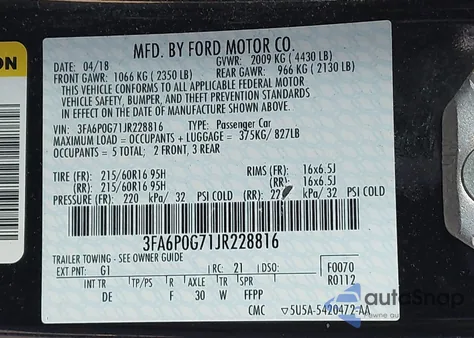 ON
MFD. BY FORD MOTOR CO.
DATE: 04/18 GVWR: 2009 KG ( 4430 LB)
FRONT GAWR: 1066 KG ( 2350 LB) REAR GAWR: 966 KG ( 2130 LB)
THIS VEHICLE CONFORMS TO ALL APPLICABLE FEDERAL MOTOR
VEHICLE SAFETY, BUMPER, AND THEFT PREVENTION STANDARDS IN
EFFECT ON THE DATE OF MANUFACTURE SHOWN ABOVE.
VIN: 3FA6P0G71JR228816 TYPE: Passenger Car
MAXIMUM LOAD = OCCUPANTS + LUGGAGE = 375KG/ 827LB
OCCUPANTS = 5 TOTAL; 2 FRONT, 3 REAR
TIRE (FR): 215/60R16 95H RIMS (FR): 16x6.5J
(RR): 215/60R16 95H (RR): 16x6.5J
PRESSURE (FR): 220 kPa/ 32 PSI COLD (RR): kPa/ 32 PSI COLD
3FA6P0G71JR228816
TRAILER TOWING - SEE OWNER GUIDE
EXT PNT: G1 RC: 21 DSO: F0070
R0112
INT TR TP/PS R AXLE TR SPR
DE F 30 W FFPP
CMC 5U5A-5420472-AA
autoSnap